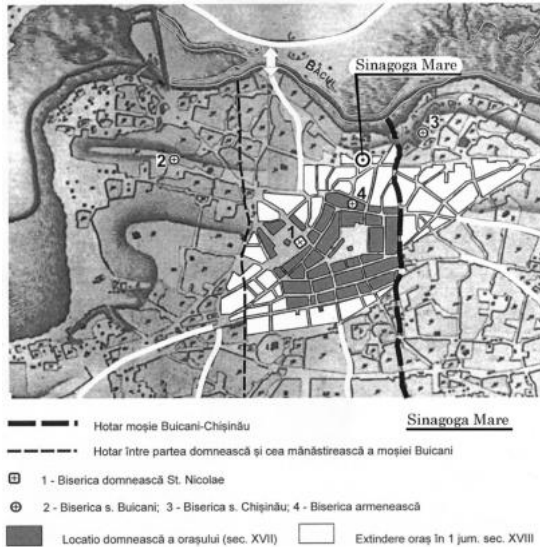 BÂCUL
Sinagoga Mare
3
2
4
1
Hotar moșie Buicani-Chișinău
Sinagoga Mare
Hotar între partea domnească și cea mănăstirească a moșiei Buicani
1 - Biserica domnească St. Nicolae
2 - Biserica s. Buicani; 3 - Biserica s. Chișinău; 4 - Biserica armenească
Locatio domnească a orașului (sec. XVII)
Extindere oraș în 1 jum. sec. XVIII